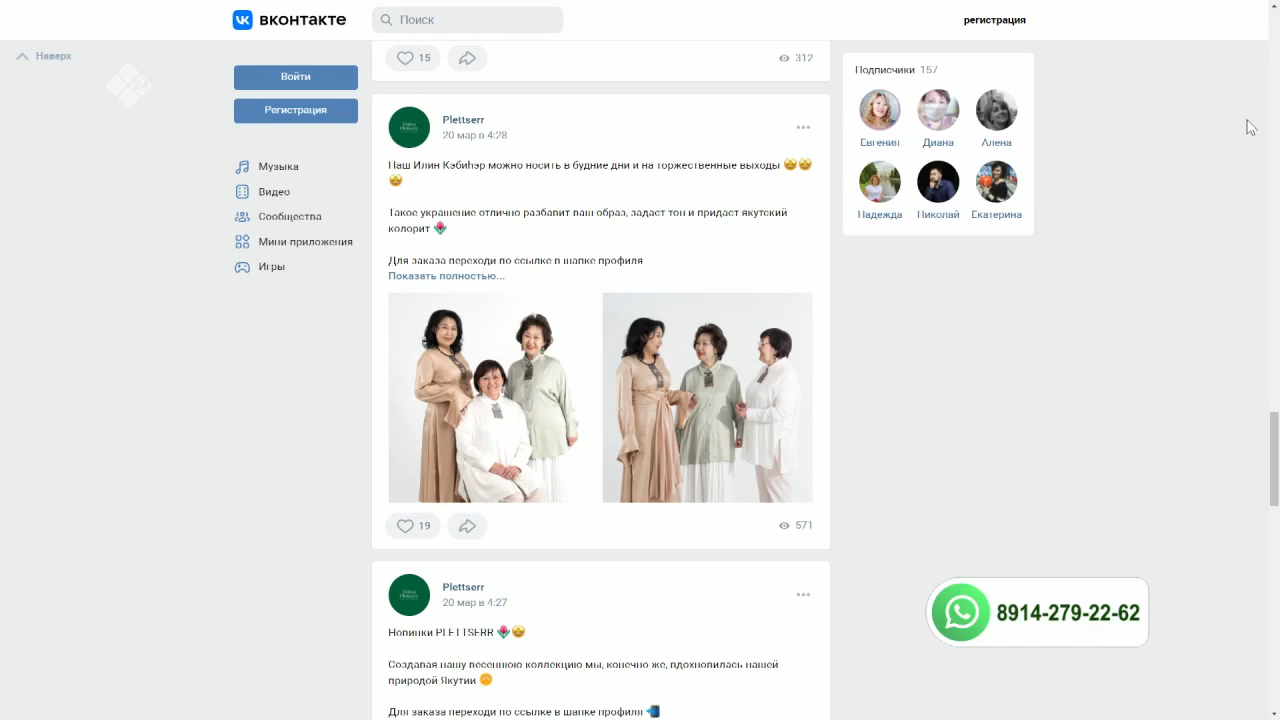 ВКОНТАКТЕ
Поиск
регистрация
Наверх
Войти
Регистрация
Музыка
Видео
Сообщества
Мини приложения
Игры
15
312
Plettserr
20 мар в 4:28
Наш Илин Кэбиһэр можно носить в будние дни и на торжественные выходы 🤩🤩
🤩
Такое украшение отлично разбавит ваш образ, задаст тон и придаст якутский
колорит 🌷
Для заказа переходи по ссылке в шапке профиля
Показать полностью...
19
571
Plettserr
20 мар в 4:27
Новинки PLETTSERR 🌷🤩
Создавая нашу весеннюю коллекцию мы, конечно же, вдохновилась нашей
природой Якутии
Для заказа переходи по ссылке в шапке профиля 📲
Подписчики 157
Евгения
Диана
Алена
Надежда
Николай
Екатерина
8914-279-22-62